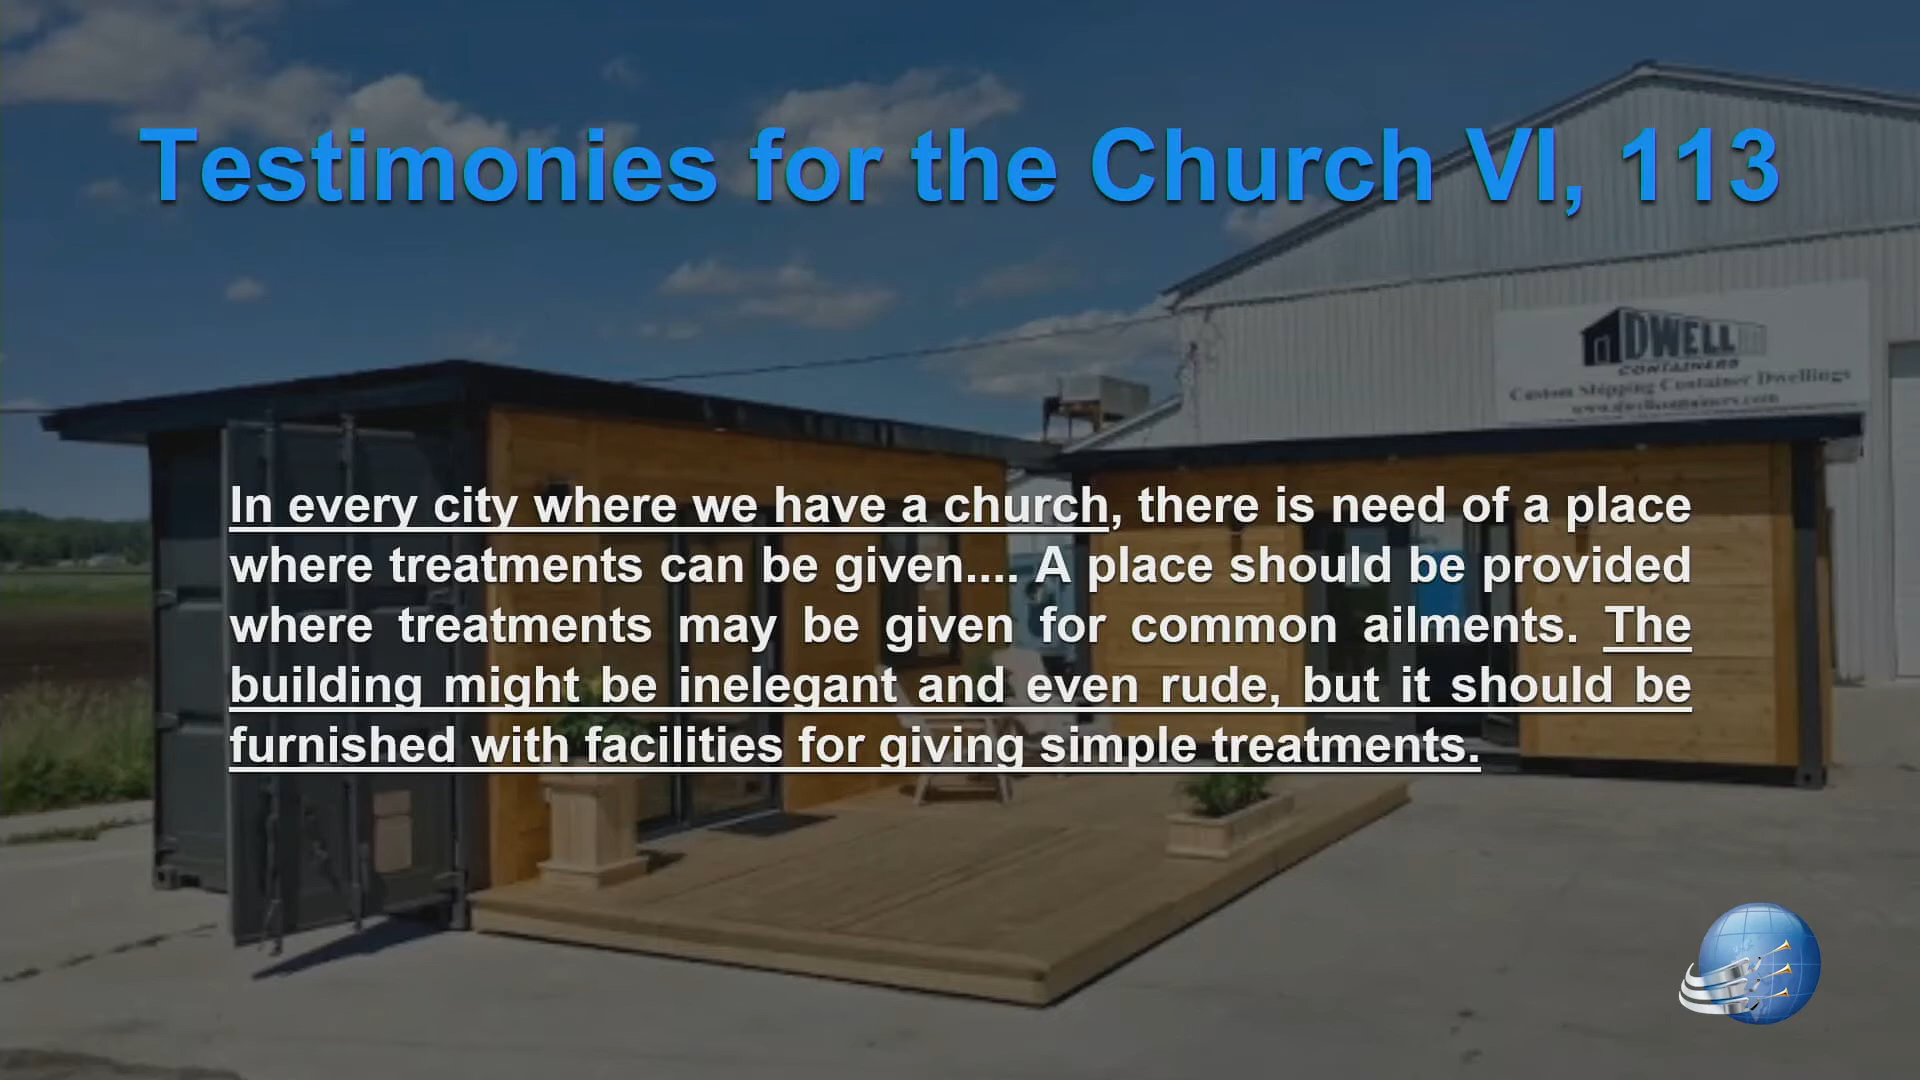 Testimonies for the Church VI, 113
DWELL
CONTAINERS
Custom Shipping Container Dwellings
www.dwellcontainers.com
In every city where we have a church, there is need of a place
where treatments can be given.... A place should be provided
where treatments may be given for common ailments. The
building might be inelegant and even rude, but it should be
furnished with facilities for giving simple treatments.